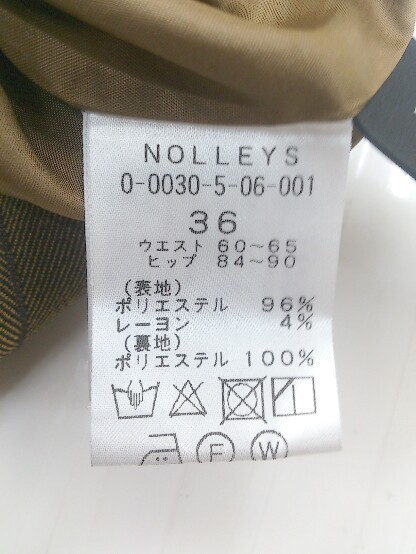 NOLLEYS
0-0030-5-06-001
36
ウエスト 60～65
ヒップ 84～90
(表地)
ポリエステル 96%
レーヨン 4%
(裏地)
ポリエステル 100%
F W